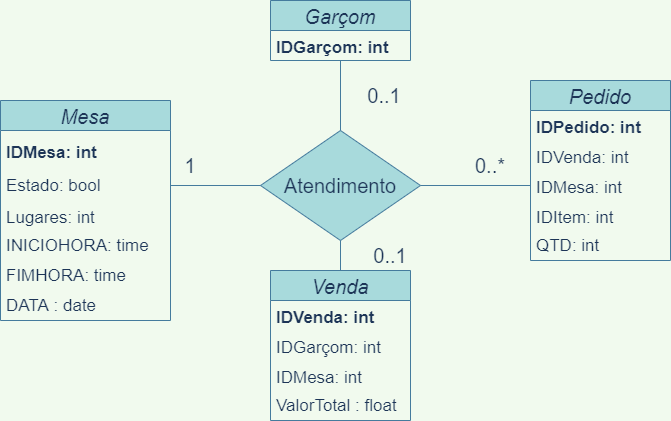 Garçom
IDGarçom: int
0..1
Mesa
IDMesa: int
Estado: bool
Lugares: int
INICIOHORA: time
FIMHORA: time
DATA : date
1
Atendimento
0..*
Pedido
IDPedido: int
IDVenda: int
IDMesa: int
IDItem: int
QTD: int
0..1
Venda
IDVenda: int
IDGarçom: int
IDMesa: int
ValorTotal : float